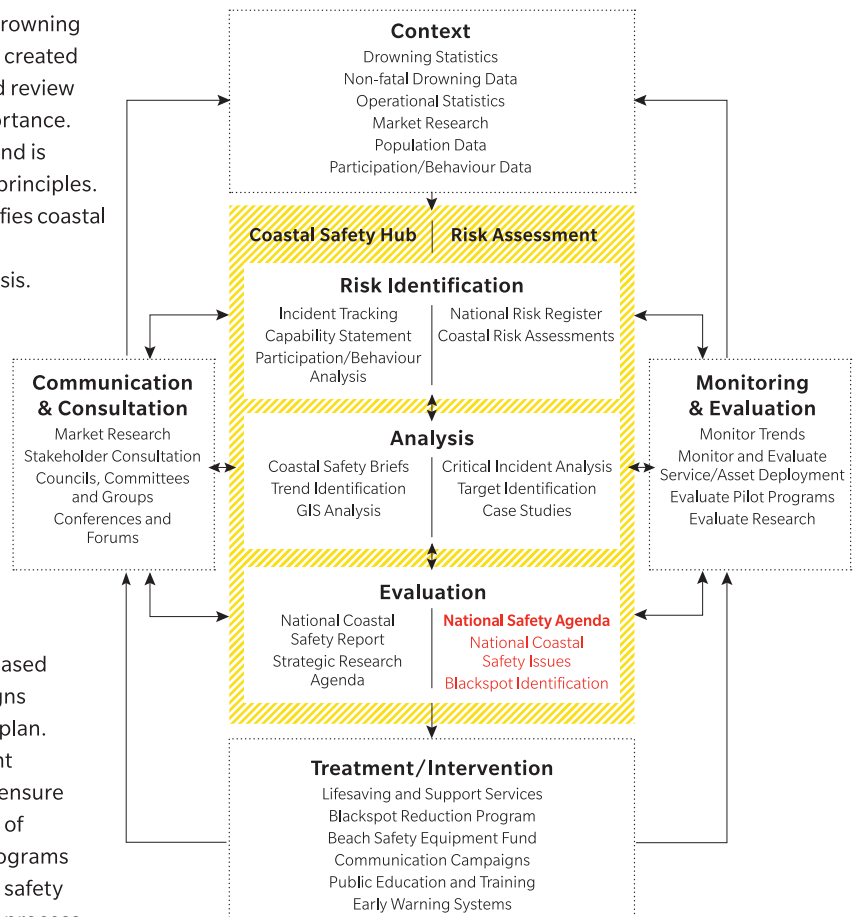 rowning
created
d review
ortance.
nd is
principles.
fies coastal
sis.
ased
gns
plan.
nt
ensure
of
ograms
safety
Context
Drowning Statistics
Non-fatal Drowning Data
Operational Statistics
Market Research
Population Data
Participation/Behaviour Data
Coastal Safety Hub
Risk Assessment
Risk Identification
Incident Tracking
Capability Statement
Participation/Behaviour
Analysis
National Risk Register
Coastal Risk Assessments
Communication
& Consultation
Market Research
Stakeholder Consultation
Councils, Committees
and Groups
Conferences and
Forums
Analysis
Coastal Safety Briefs
Trend Identification
GIS Analysis
Critical Incident Analysis
Target Identification
Case Studies
Monitoring
& Evaluation
Monitor Trends
Monitor and Evaluate
Service/Asset Deployment
Evaluate Pilot Programs
Evaluate Research
Evaluation
National Coastal
Safety Report
Strategic Research
Agenda
National Safety Agenda
National Coastal
Safety Issues
Blackspot Identification
Treatment/Intervention
Lifesaving and Support Services
Blackspot Reduction Program
Beach Safety Equipment Fund
Communication Campaigns
Public Education and Training
Early Warning Systems